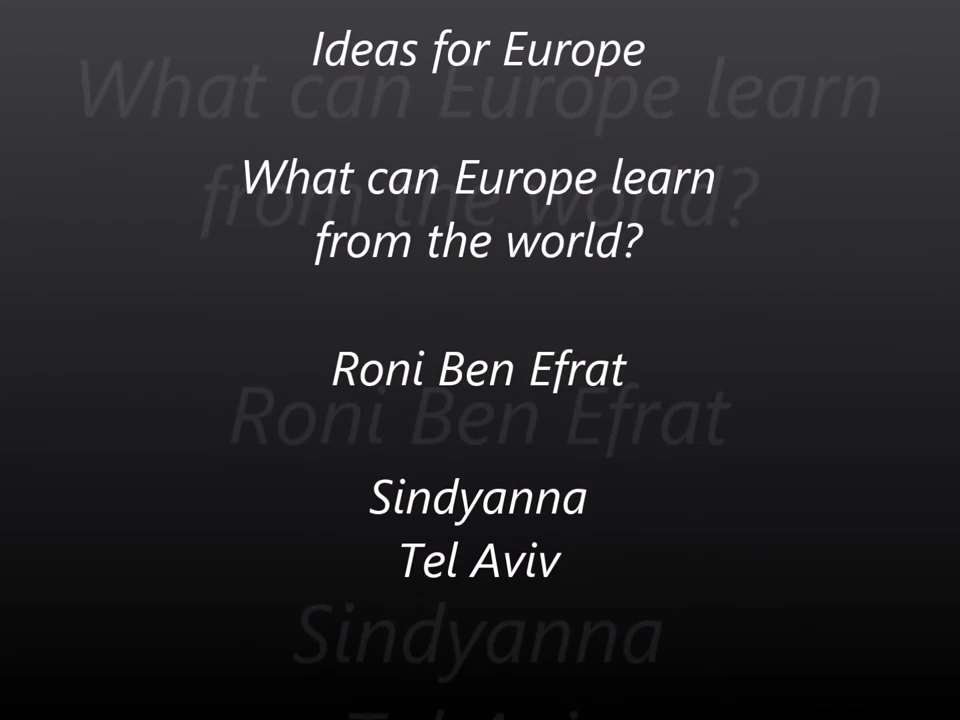 Ideas for Europe
What can Europe learn
from the world?
Roni Ben Efrat
Sindyanna
Tel Aviv